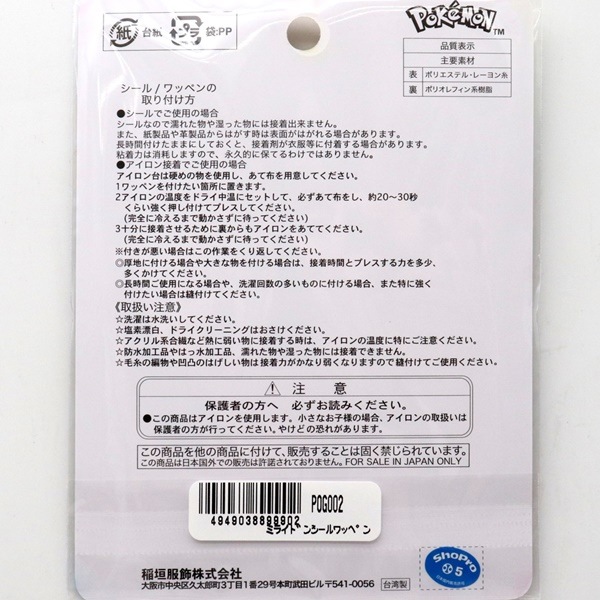 紙 台紙 プラ 袋:PP
POKÉMON TM
品質表示
主要素材
表 ポリエステル・レーヨン糸
裏 ポリオレフィン系樹脂
シール/ワッペンの
取り付け方
●シールでご使用の場合
シールなので濡れた物や湿った物には接着出来ません。
また、紙製品や革製品からはがす時は表面がはがれる場合があります。
長時間付けたままにしておくと、接着剤が衣服等に付着する場合があります。
粘着力は消耗しますので、永久的に保てるわけではありません。
●アイロン接着でご使用の場合
アイロン台は硬めの物を使用し、あて布を用意してください。
1ワッペンを付けたい箇所に置きます。
2アイロンの温度をドライ中温にセットして、必ずあて布をし、約20〜30秒
くらい強く押し付けてプレスしてください。
(完全に冷えるまで動かさずに待ってください)
3十分に接着させるために裏からもアイロンをあててください。
(完全に冷えるまで動かさずに待ってください)
※付きが悪い場合はこの作業をくり返してください。
◎厚地に付ける場合や大きな物を付ける場合は、接着時間とプレスする力を多少、
多くかけてください。
◎長時間ご使用になる場合や、洗濯回数の多いものに付ける場合、また特に強く
付けたい場合は縫付けてください。
《取扱い注意》
☆洗濯は水洗いしてください。
☆塩素漂白、ドライクリーニングはおさけください。
☆アクリル系合繊など熱に弱い物に接着する時は、アイロンの温度に特にご注意ください。
☆防水加工品やはっ水加工品、濡れた物や湿った物には接着できません。
☆毛糸の編物や凹凸のはげしい物は 接着力がかなり弱くなりますので縫付けてご使用ください。
⚠ 注 意
保護者の方へ 必ずお読みください。
●この商品はアイロンを使用します。小さなお子様の場合、アイロンの取扱いは
保護者の方が行ってください。やけどの恐れがあります。
この商品を他の商品に付けて、販売することは固く禁じられています。
この商品は日本国外での販売は許諾されておりません。FOR SALE IN JAPAN ONLY
POG002
4949038899902
ミライドンシールワッペン
稲垣服飾株式会社
大阪市中央区久太郎町3丁目1番29号本町武田ビル〒541-0056
台湾製
ShoPro
5